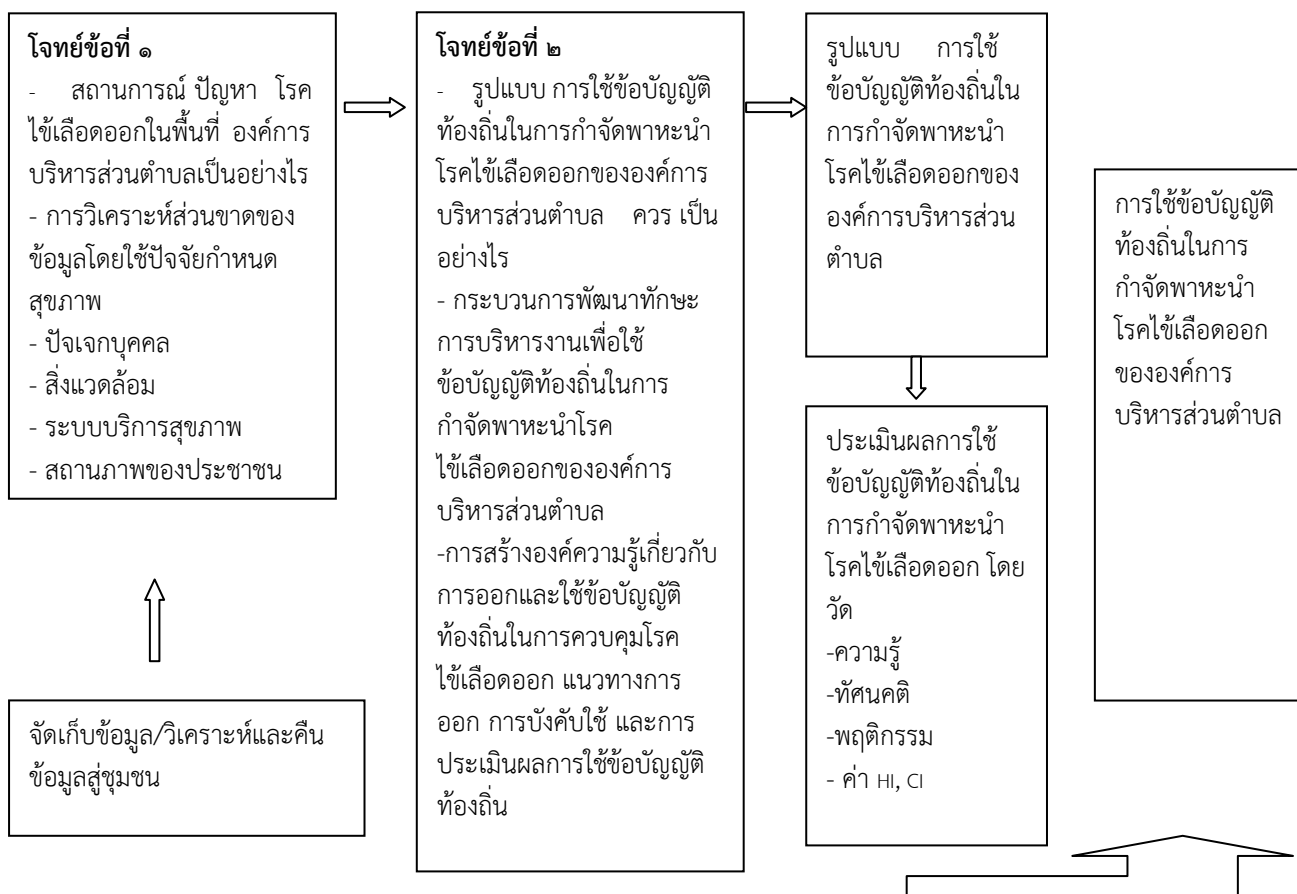 โจทย์ข้อที่ ๑
- สถานการณ์ ปัญหา โรค
ไข้เลือดออกในพื้นที่ องค์การ
บริหารส่วนตำบลเป็นอย่างไร
- การวิเคราะห์ส่วนขาดของ
ข้อมูลโดยใช้ปัจจัยกำหนด
สุขภาพ
- ปัจเจกบุคคล
- สิ่งแวดล้อม
- ระบบบริการสุขภาพ
- สถานภาพของประชาชน
จัดเก็บข้อมูล/วิเคราะห์และคืน
ข้อมูลสู่ชุมชน
โจทย์ข้อที่ ๒
- รูปแบบ การใช้ข้อบัญญัติ
ท้องถิ่นในการกำจัดพาหะนำ
โรคไข้เลือดออกขององค์การ
บริหารส่วนตำบล ควร เป็น
อย่างไร
- กระบวนการพัฒนาทักษะ
การบริหารงานเพื่อใช้
ข้อบัญญัติท้องถิ่นในการ
กำจัดพาหะนำโรค
ไข้เลือดออกขององค์การ
บริหารส่วนตำบล
-การสร้างองค์ความรู้เกี่ยวกับ
การออกและใช้ข้อบัญญัติ
ท้องถิ่นในการควบคุมโรค
ไข้เลือดออก แนวทางการ
ออก การบังคับใช้ และการ
ประเมินผลการใช้ข้อบัญญัติ
ท้องถิ่น
รูปแบบ การใช้
ข้อบัญญัติท้องถิ่นใน
การกำจัดพาหะนำ
โรคไข้เลือดออกของ
องค์การบริหารส่วน
ตำบล
ประเมินผลการใช้
ข้อบัญญัติท้องถิ่นใน
การกำจัดพาหะนำ
โรคไข้เลือดออก โดย
วัด
-ความรู้
-ทัศนคติ
-พฤติกรรม
- ค่า HI, CI
การใช้ข้อบัญญัติ
ท้องถิ่นในการ
กำจัดพาหะนำ
โรคไข้เลือดออก
ขององค์การ
บริหารส่วนตำบล